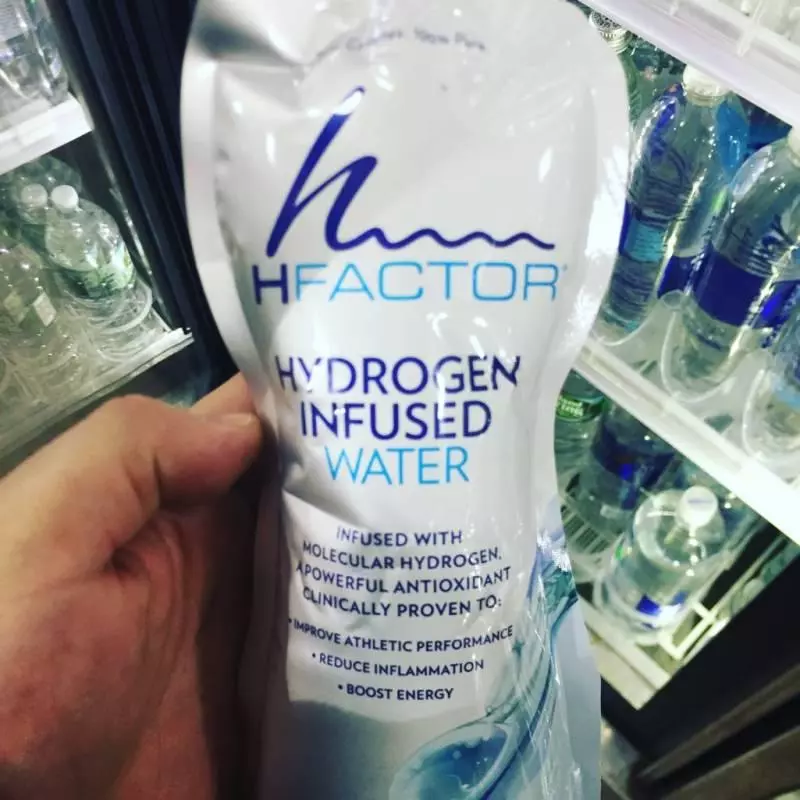 h
HFACTOR
HYDROGEN
INFUSED
WATER
INFUSED WITH
MOLECULAR HYDROGEN,
A POWERFUL ANTIOXIDANT
CLINICALLY PROVEN TO:
• IMPROVE ATHLETIC PERFORMANCE
• REDUCE INFLAMMATION
• BOOST ENERGY